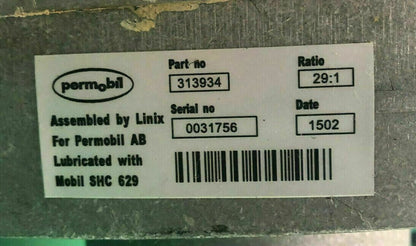 permobil
Part no
313934
Ratio
29:1
Assembled by Linix
For Permobil AB
Lubricated with
Mobil SHC 629
Serial no
0031756
Date
1502